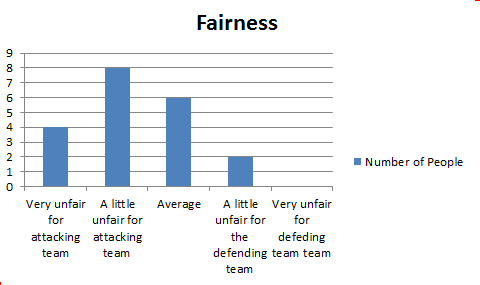 Fairness
9
8
7
6
5
4
3
2
1
0
Very unfair
for
attacking
team
A little
unfair for
attacking
team
Average
A little
unfair for
the
defending
team
Very unfair
for
defeding
team team
Number of People